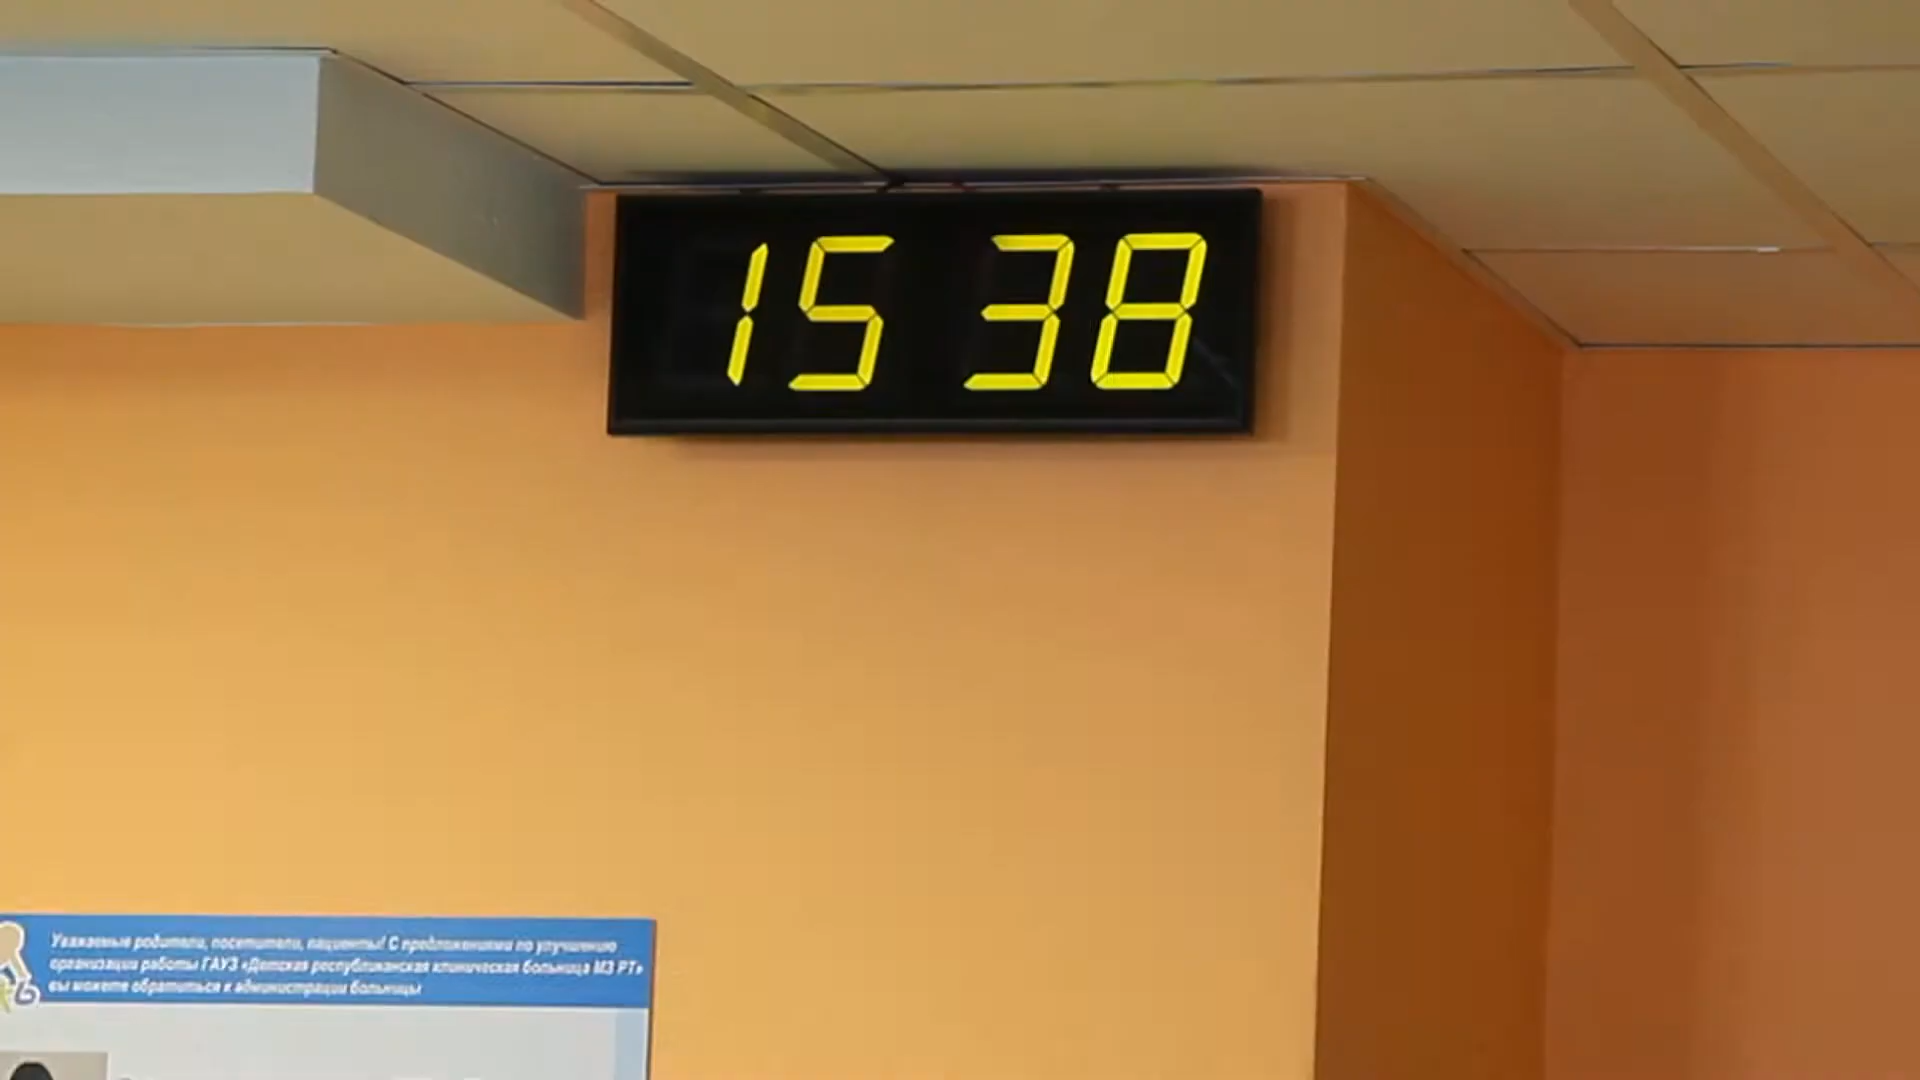 15 38
Уважаемые родители, посетители, пациенты! С предложениями по улучшению
организации работы ГАУЗ «Детская республиканская клиническая больница МЗ РТ»
вы можете обратиться к администрации больницы